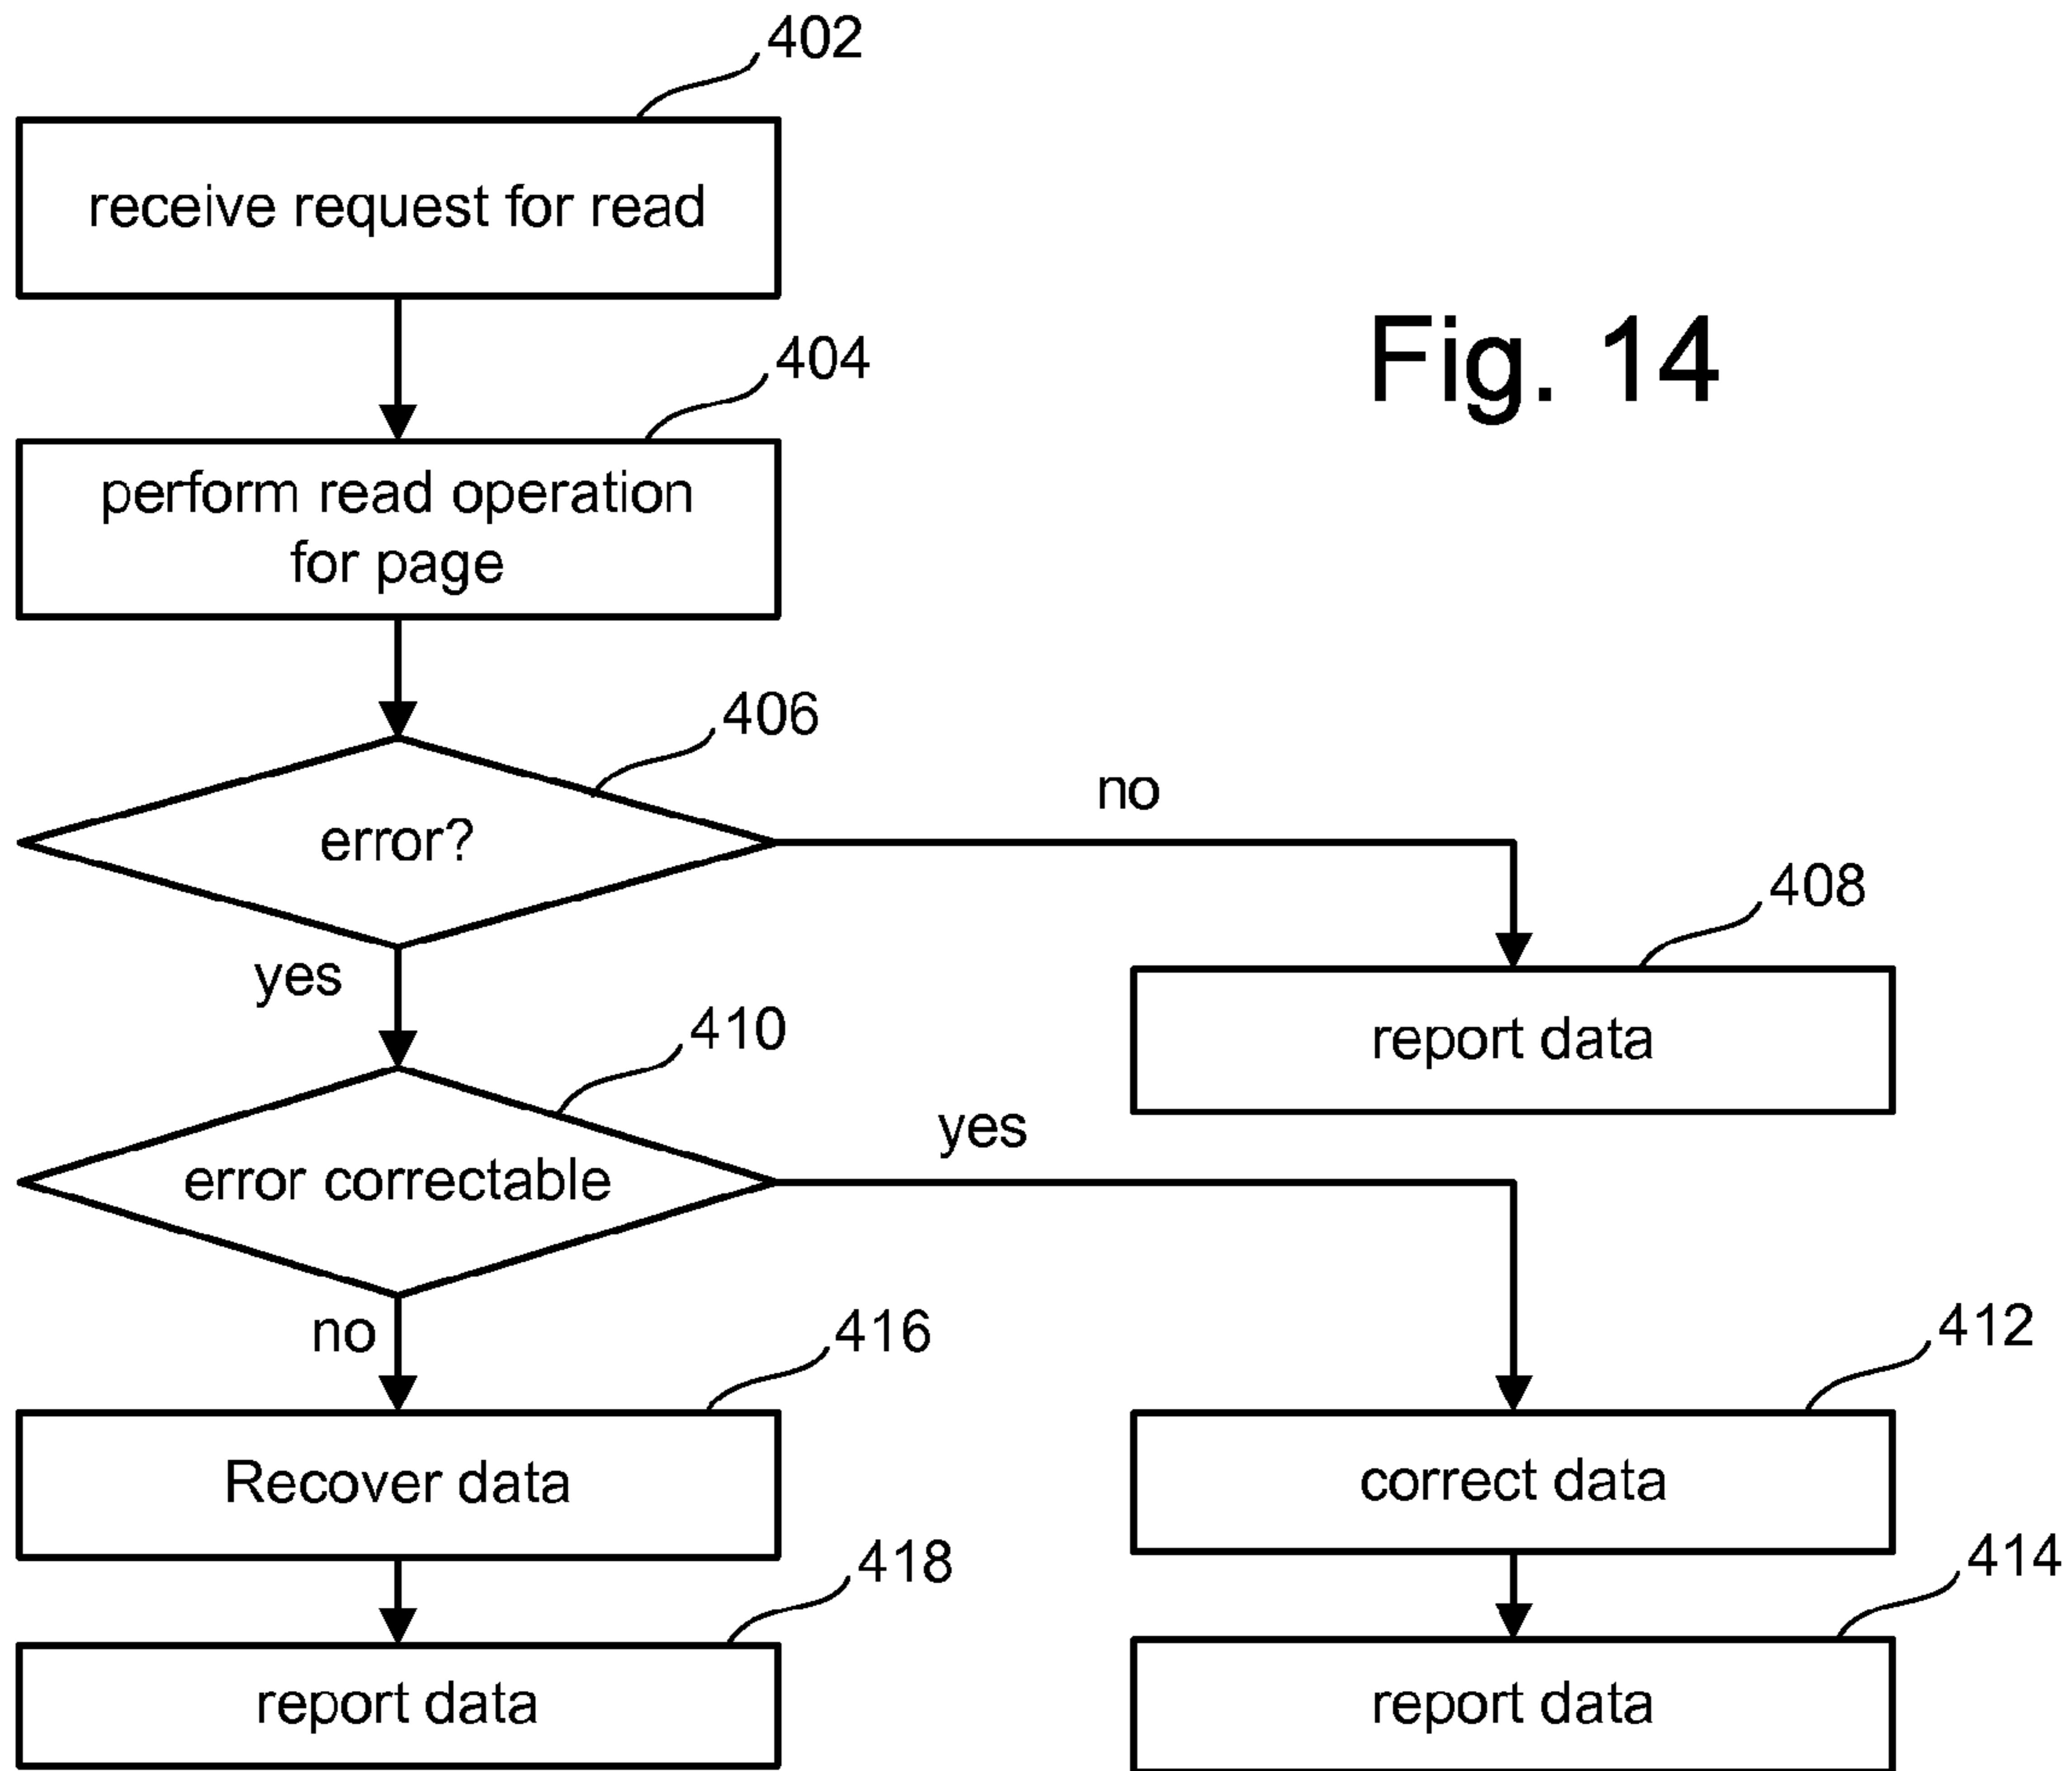 402
receive request for read
Fig. 14
404
perform read operation
for page
406
no
error?
408
yes
report data
410
yes
error correctable
412
no
416
Recover data
correct data
418
414
report data
report data